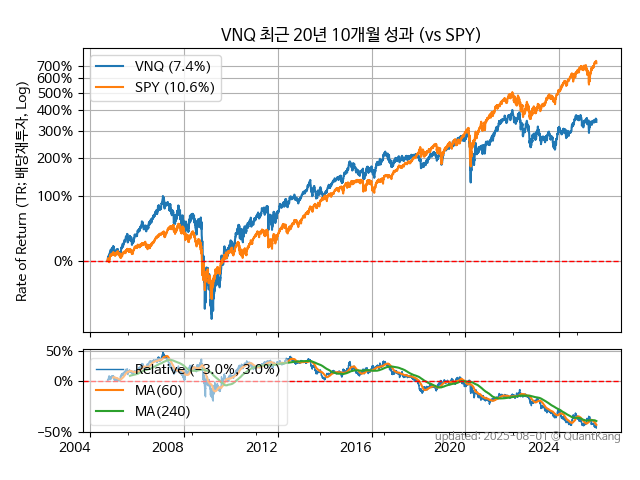 VNQ 최근 20년 10개월 성과 (vs SPY)
Rate of Return (TR: 배당재투자, Log)
VNQ (7.4%)
SPY (10.6%)
700%
600%
500%
400%
300%
200%
100%
0%
50%
0%
−50%
Relative (−3.0%, 3.0%)
MA(60)
MA(240)
updated: 2025-08-01 © QuantKang
2004 2008 2012 2016 2020 2024